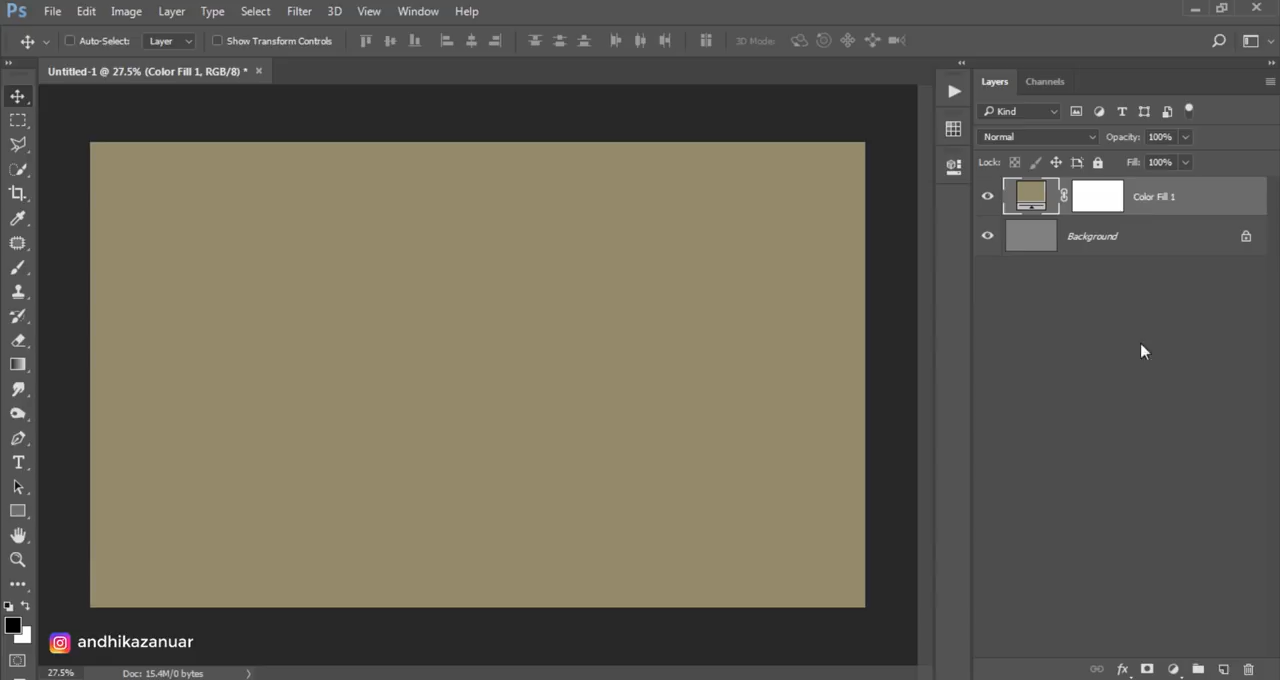 Ps File Edit Image Layer Type Select Filter 3D View Window Help
Auto-Select: Layer Show Transform Controls 3D Mode:
Untitled-1 @ 27.5% (Color Fill 1, RGB/8) * ×
Layers Channels
Kind
Normal Opacity: 100%
Lock: Fill: 100%
Color Fill 1
Background
andhikazanuar
27.5% Doc: 15.4M/0 bytes